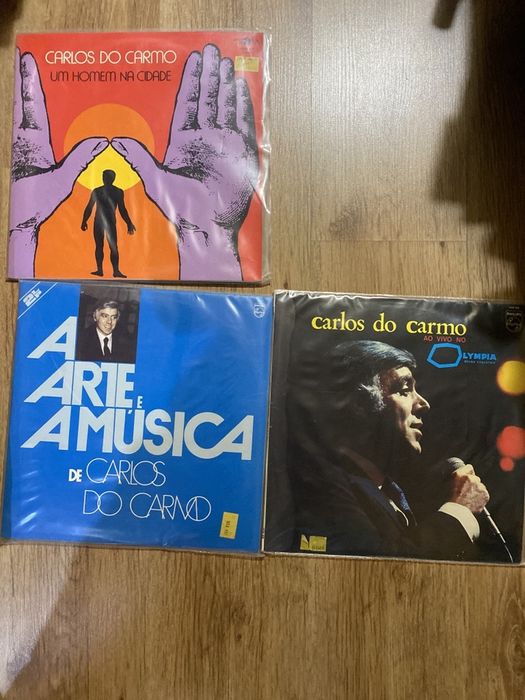 CARLOS DO CARMO
UM HOMEM NA CIDADE
A
ARTE E
A MÚSICA
DE CARLOS
DO CARMO
carlos do carmo
AO VIVO NO
OLYMPIA